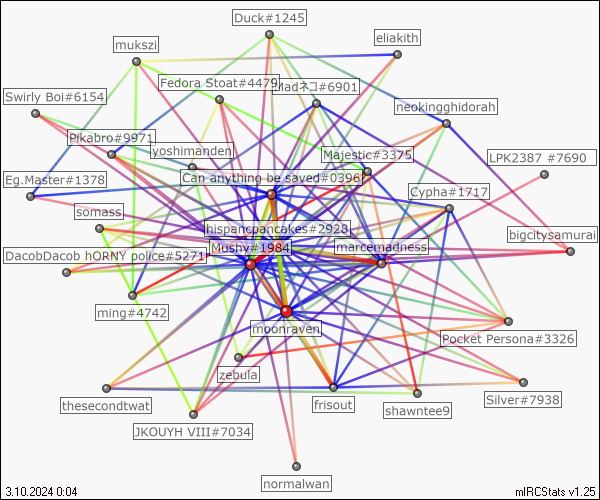 Duck#1245
eliakith
mukszi
Fedora Stoat#4479
Madネコ#6901
Swirly Boi#6154
neokingghidorah
Pikabro#9971
yoshimanden
Majestic#3375
LPK2387 #7690
Eg.Master#1378
Can anything be saved#0396
Cypha#1717
somass
hispancpancakes#2928
bigcitysamurai
DacobDacob hORNY police#5271
Mushy#1984
marcemadness
ming#4742
moonraven
Pocket Persona#3326
zebula
thesecondtwat
frisout
shawntee9
Silver#7938
JKOUYH VIII#7034
normalwan
3.10.2024 0:04
mIRCStats v1.25